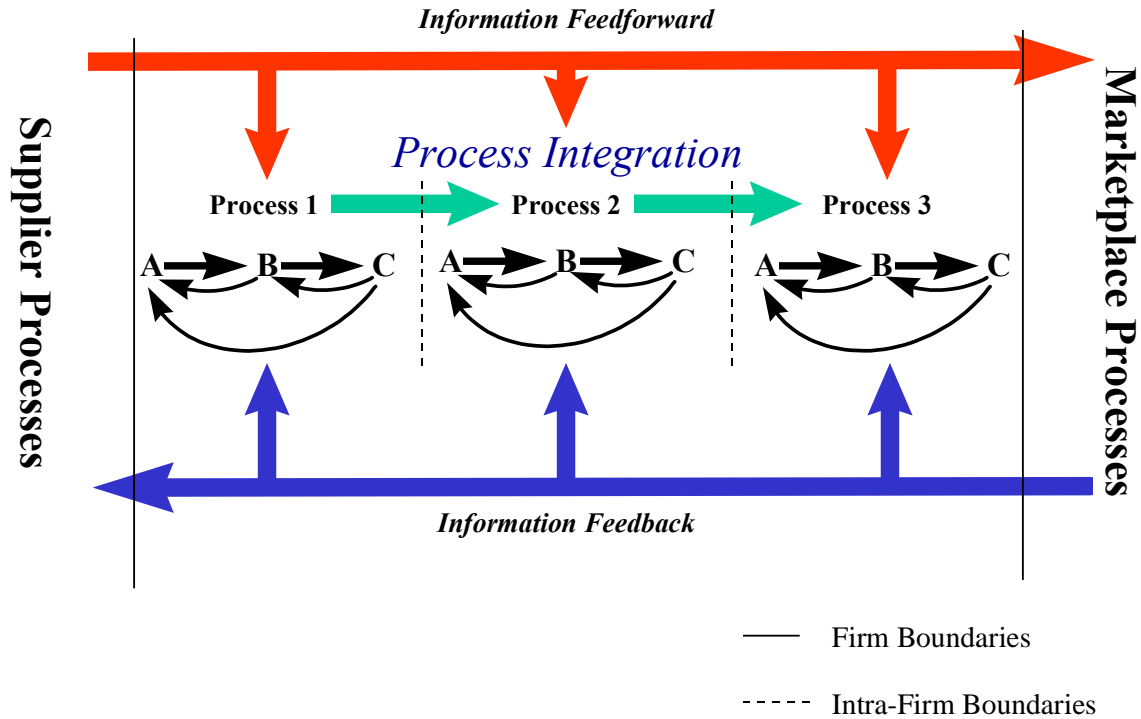 Information Feedforward
Supplier Processes
Marketplace Processes
Process Integration
Process 1
Process 2
Process 3
A B C
A B C
A B C
Information Feedback
Firm Boundaries
Intra-Firm Boundaries